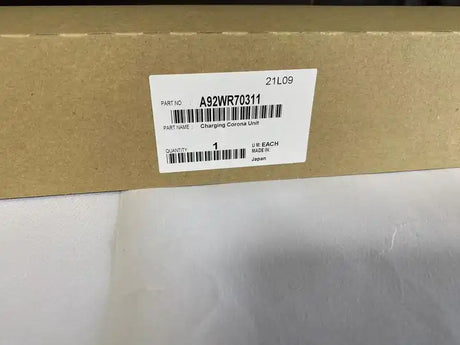 21L09
PART NO. A92WR70311
PART NAME : Charging Corona Unit
QUANTITY 1 U/M: EACH
MADE IN: Japan